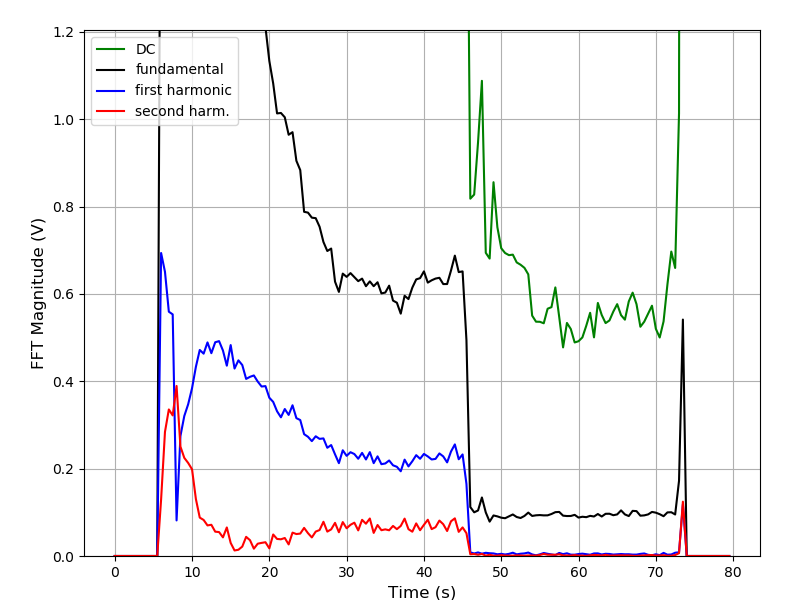 DC
fundamental
first harmonic
second harm.
1.2
1.0
0.8
0.6
0.4
0.2
0.0
FFT Magnitude (V)
0 10 20 30 40 50 60 70 80
Time (s)